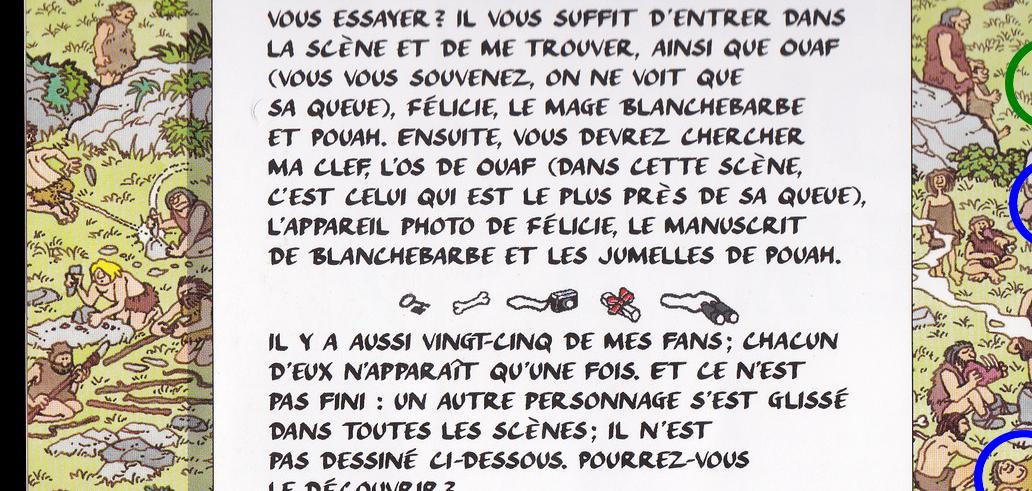 VOUS ESSAYER ? IL VOUS SUFFIT D'ENTRER DANS
LA SCÈNE ET DE ME TROUVER, AINSI QUE OUAF
(VOUS VOUS SOUVENEZ, ON NE VOIT QUE
SA QUEUE), FÉLICIE, LE MAGE BLANCHEBARBE
ET POUAH. ENSUITE, VOUS DEVREZ CHERCHER
MA CLEF, L'OS DE OUAF (DANS CETTE SCÈNE,
C'EST CELUI QUI EST LE PLUS PRÈS DE SA QUEUE),
L'APPAREIL PHOTO DE FÉLICIE, LE MANUSCRIT
DE BLANCHEBARBE ET LES JUMELLES DE POUAH.
IL Y A AUSSI VINGT-CINQ DE MES FANS ; CHACUN
D'EUX N'APPARAÎT QU'UNE FOIS. ET CE N'EST
PAS FINI : UN AUTRE PERSONNAGE S'EST GLISSÉ
DANS TOUTES LES SCÈNES ; IL N'EST
PAS DESSINÉ CI-DESSOUS. POURREZ-VOUS
LE DÉCOUVRIR ?